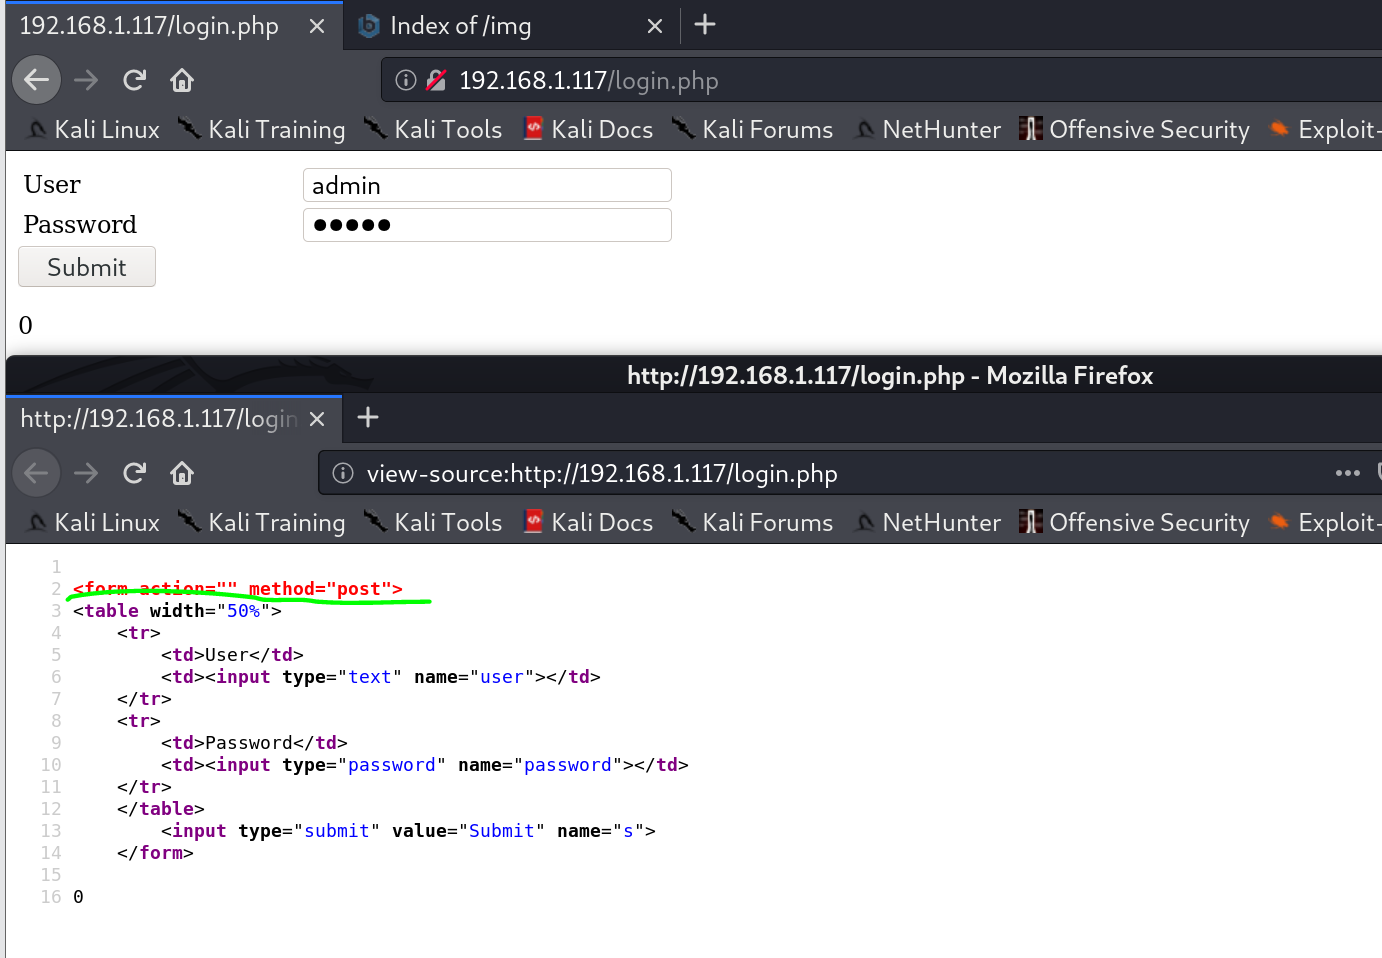 192.168.1.117/login.php × Index of /img × +
192.168.1.117/login.php
Kali Linux Kali Training Kali Tools Kali Docs Kali Forums NetHunter Offensive Security Exploit-
User admin
Password ●●●●●
Submit
0
http://192.168.1.117/login.php - Mozilla Firefox
http://192.168.1.117/login × +
view-source:http://192.168.1.117/login.php
Kali Linux Kali Training Kali Tools Kali Docs Kali Forums NetHunter Offensive Security Exploit-
1
2 <form action="" method="post">
3 <table width="50%">
4 <tr>
5 <td>User</td>
6 <td><input type="text" name="user"></td>
7 </tr>
8 <tr>
9 <td>Password</td>
10 <td><input type="password" name="password"></td>
11 </tr>
12 </table>
13 <input type="submit" value="Submit" name="s">
14 </form>
15
16 0